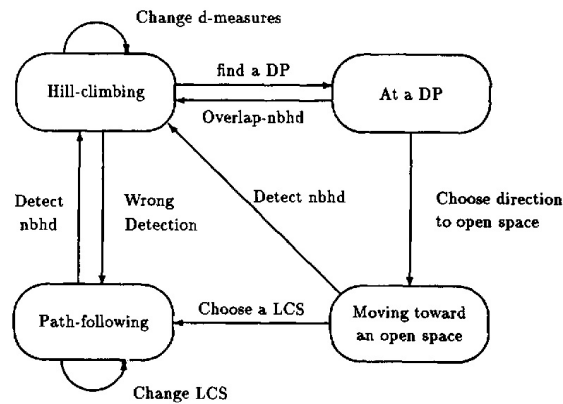 Change d-measures
Hill-climbing
find a DP
At a DP
Overlap-nbhd
Detect
nbhd
Wrong
Detection
Detect nbhd
Choose direction
to open space
Path-following
Choose a LCS
Moving toward
an open space
Change LCS